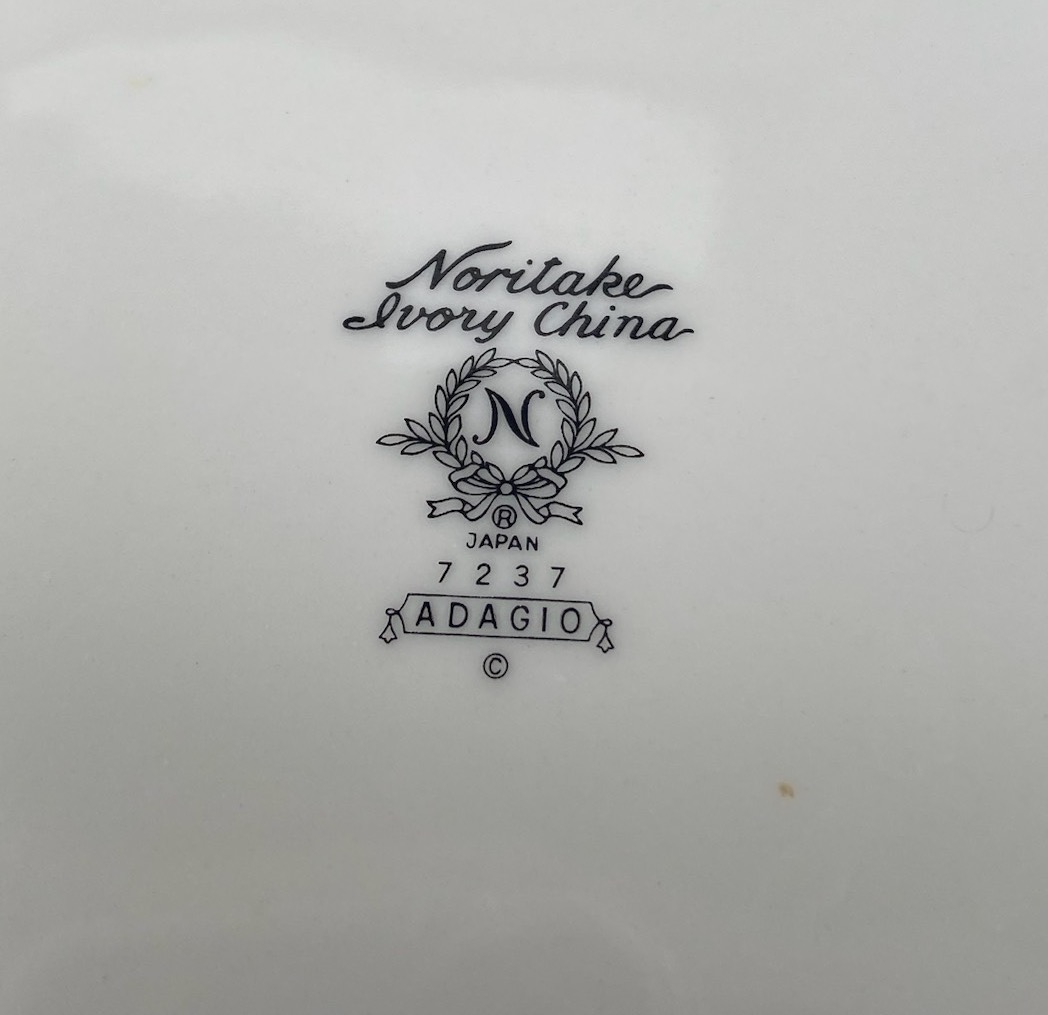 Noritake
Ivory China
N
®
JAPAN
7237
ADAGIO
©